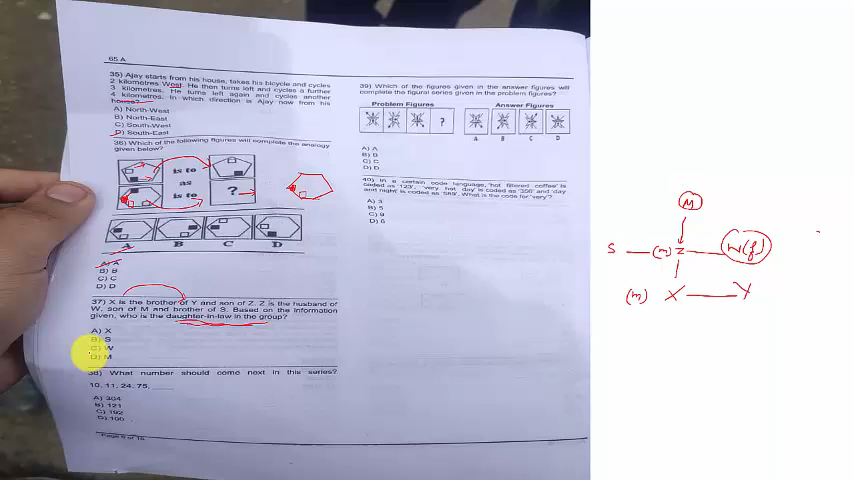 65 A
35) Ajay starts from his house, takes his bicycle and cycles
2 kilometres West. He then turns left and cycles a further
3 kilometres. He turns left again and cycles another
4 kilometres. In which direction is Ajay now from his
house?
A) North-West
B) North-East
C) South-West
D) South-East
36) Which of the following figures will complete the analogy
given below?
is to
as
is to
?
A B C D
A) A
B) B
C) C
D) D
37) X is the brother of Y and son of Z. Z is the husband of
W, son of M and brother of S. Based on the information
given, who is the daughter-in-law in the group?
A) X
B) S
C) W
D) M
38) What number should come next in this series?
10, 11, 24, 75, ____
A) 304
B) 121
C) 192
D) 100
Page 6 of 16
39) Which of the figures given in the answer figures will
complete the figural series given in the problem figures?
Problem Figures Answer Figures
?
A B C D
A) A
B) B
C) C
D) D
40) In a certain code language, 'hot filtered coffee' is
coded as '123', 'very hot day' is coded as '356' and 'day
and night' is coded as '589'. What is the code for 'very'?
A) 3
B) 5
C) 9
D) 6
M
S (m) Z W(f)
(m) X Y